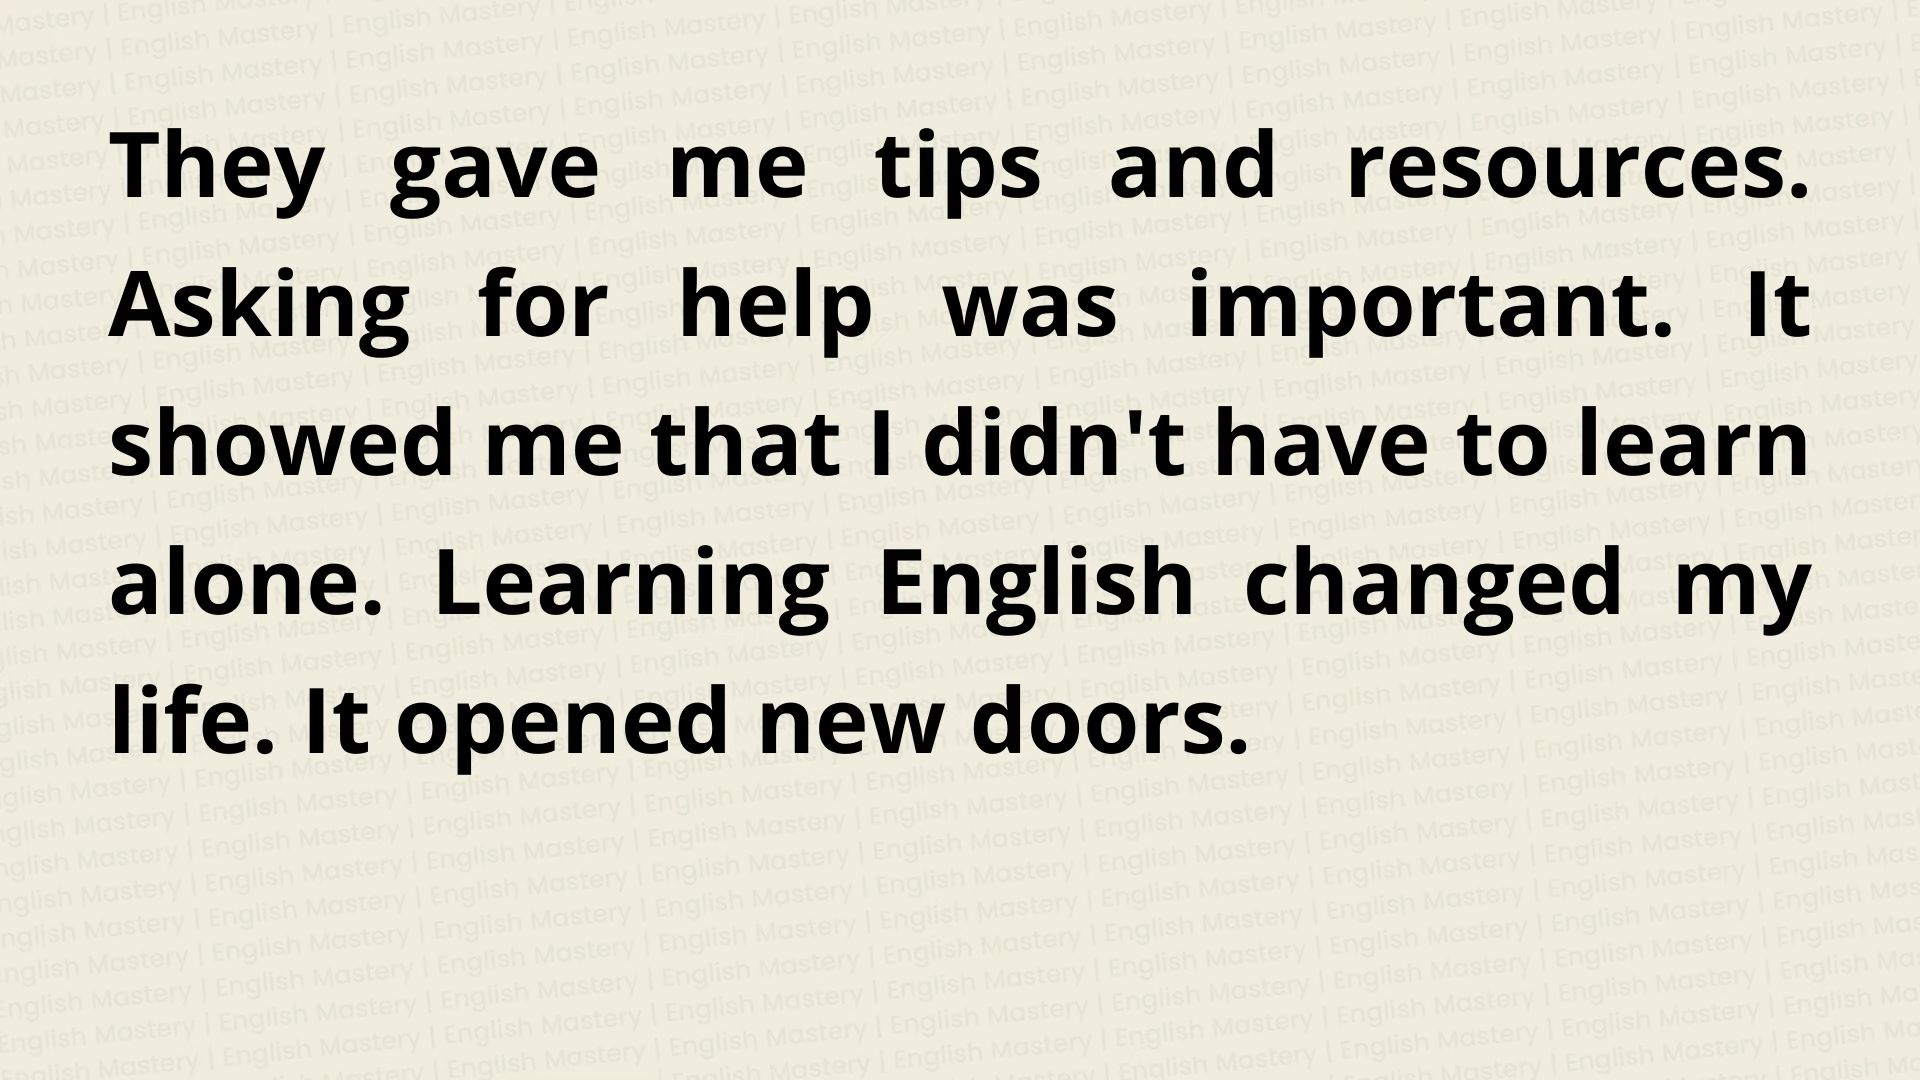 They gave me tips and resources.
Asking for help was important. It
showed me that I didn't have to learn
alone. Learning English changed my
life. It opened new doors.